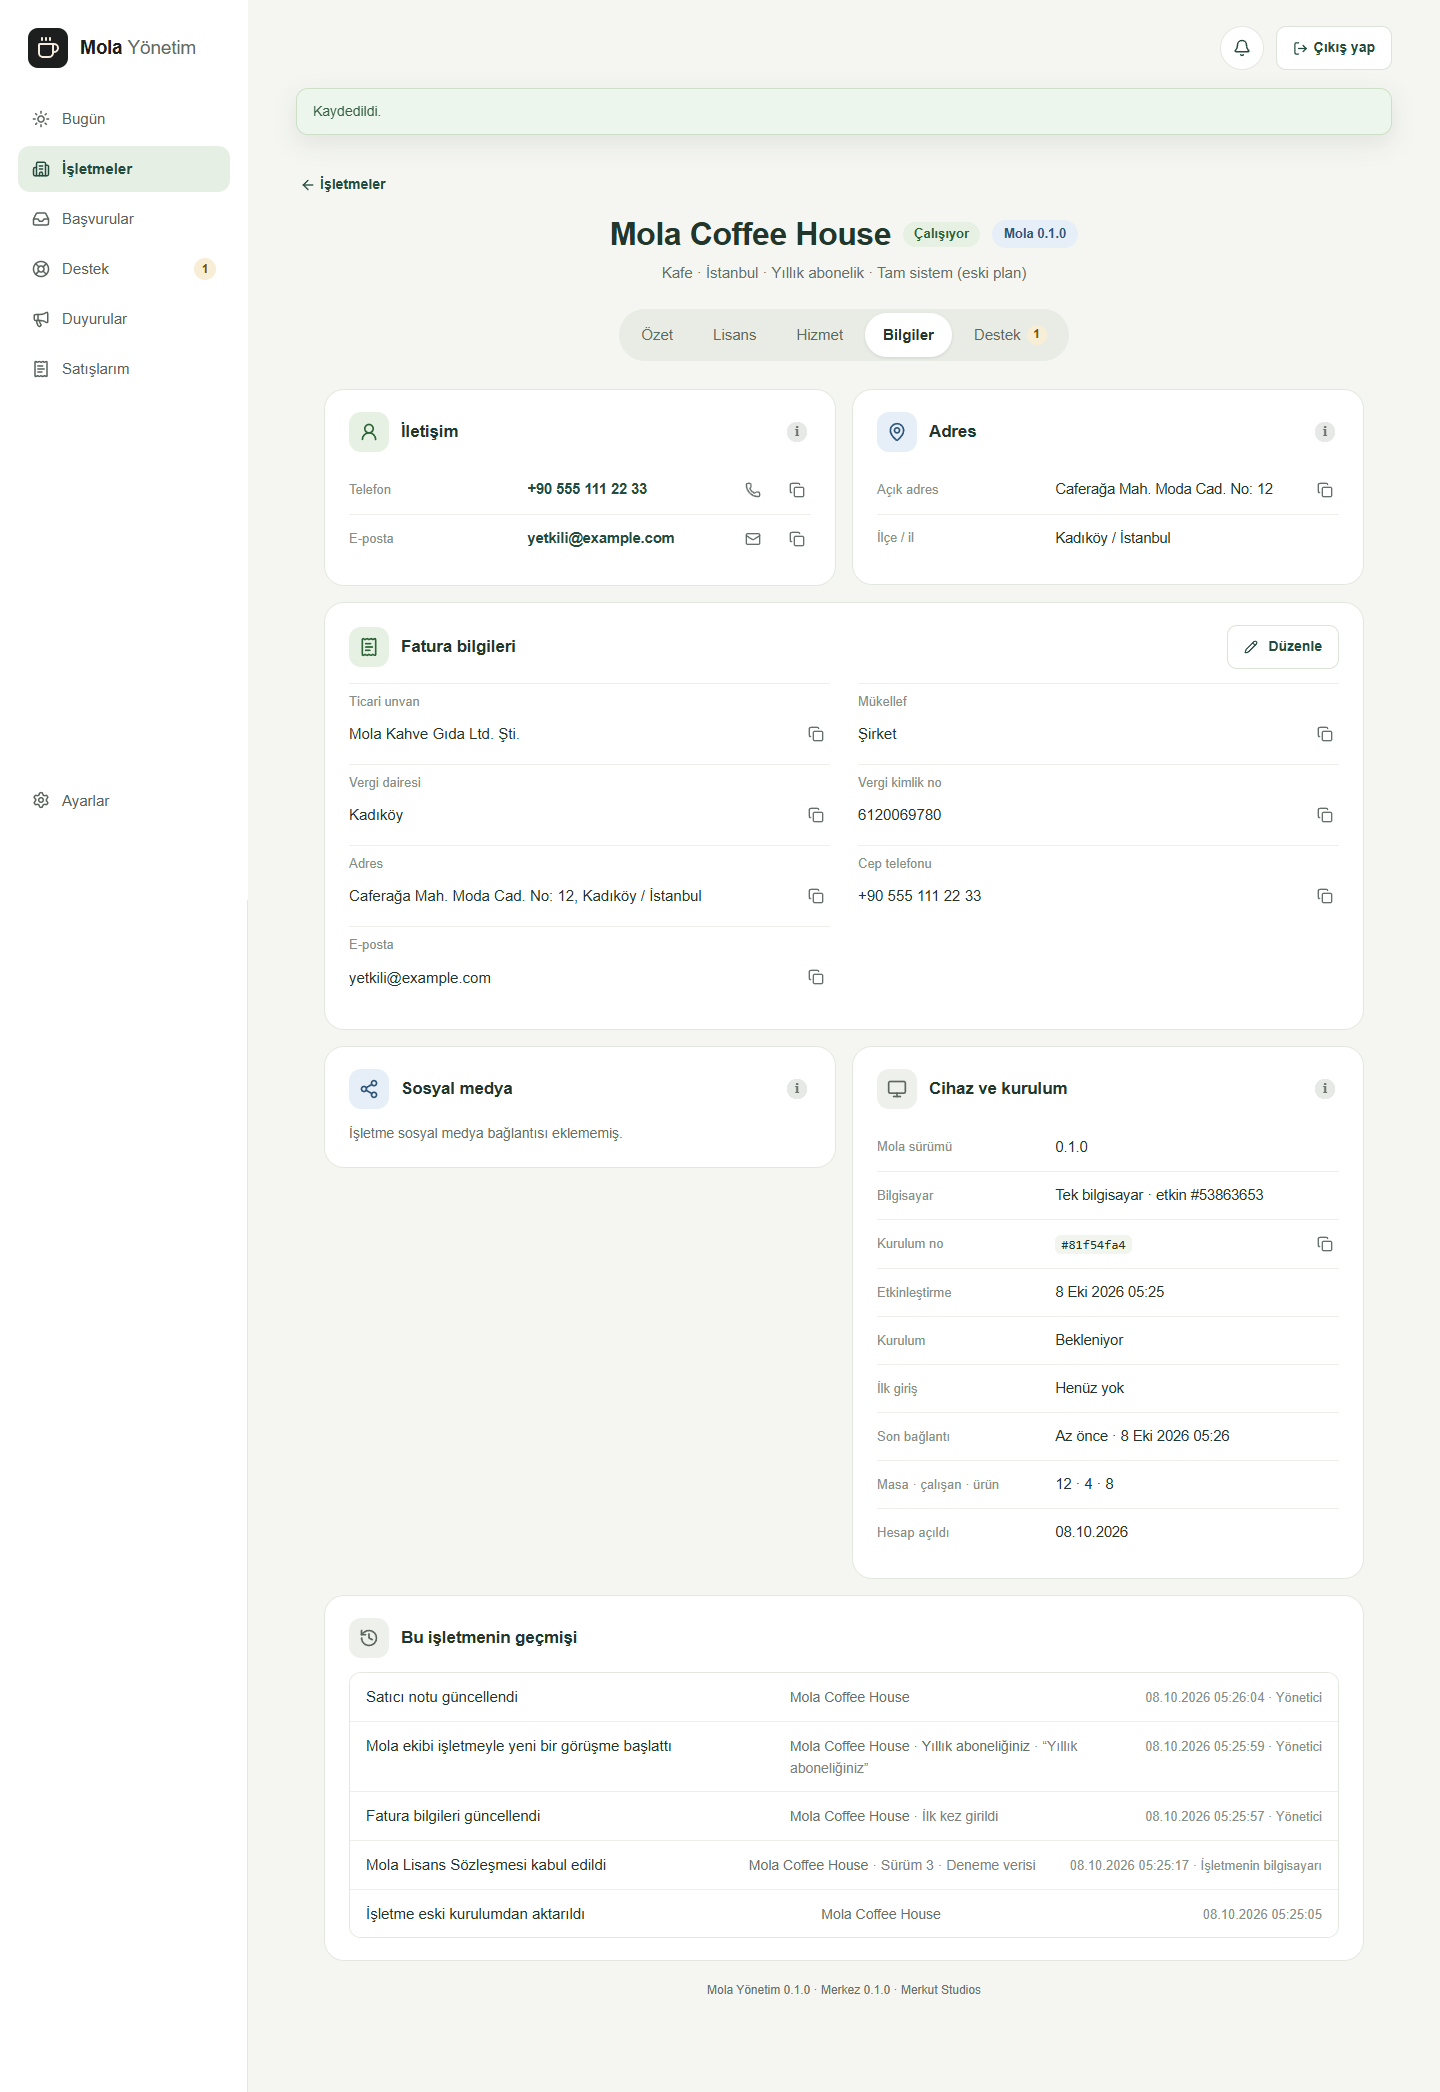 Mola Yönetim
Çıkış yap
Kaydedildi.
Bugün
İşletmeler
Başvurular
Destek 1
Duyurular
Satışlarım
Ayarlar
İşletmeler
Mola Coffee House Çalışıyor Mola 0.1.0
Kafe · İstanbul · Yıllık abonelik · Tam sistem (eski plan)
Özet Lisans Hizmet Bilgiler Destek 1
İletişim i
Telefon +90 555 111 22 33
E-posta yetkili@example.com
Adres i
Açık adres Caferağa Mah. Moda Cad. No: 12
İlçe / il Kadıköy / İstanbul
Fatura bilgileri Düzenle
Ticari unvan
Mola Kahve Gıda Ltd. Şti.
Mükellef
Şirket
Vergi dairesi
Kadıköy
Vergi kimlik no
6120069780
Adres
Caferağa Mah. Moda Cad. No: 12, Kadıköy / İstanbul
Cep telefonu
+90 555 111 22 33
E-posta
yetkili@example.com
Sosyal medya i
İşletme sosyal medya bağlantısı eklememiş.
Cihaz ve kurulum i
Mola sürümü 0.1.0
Bilgisayar Tek bilgisayar · etkin #53863653
Kurulum no #81f54fa4
Etkinleştirme 8 Eki 2026 05:25
Kurulum Bekleniyor
İlk giriş Henüz yok
Son bağlantı Az önce · 8 Eki 2026 05:26
Masa · çalışan · ürün 12 · 4 · 8
Hesap açıldı 08.10.2026
Bu işletmenin geçmişi
Satıcı notu güncellendi Mola Coffee House 08.10.2026 05:26:04 · Yönetici
Mola ekibi işletmeyle yeni bir görüşme başlattı Mola Coffee House · Yıllık aboneliğiniz · “Yıllık 08.10.2026 05:25:59 · Yönetici
aboneliğiniz”
Fatura bilgileri güncellendi Mola Coffee House · İlk kez girildi 08.10.2026 05:25:57 · Yönetici
Mola Lisans Sözleşmesi kabul edildi Mola Coffee House · Sürüm 3 · Deneme verisi 08.10.2026 05:25:17 · İşletmenin bilgisayarı
İşletme eski kurulumdan aktarıldı Mola Coffee House 08.10.2026 05:25:05
Mola Yönetim 0.1.0 · Merkez 0.1.0 · Merkut Studios